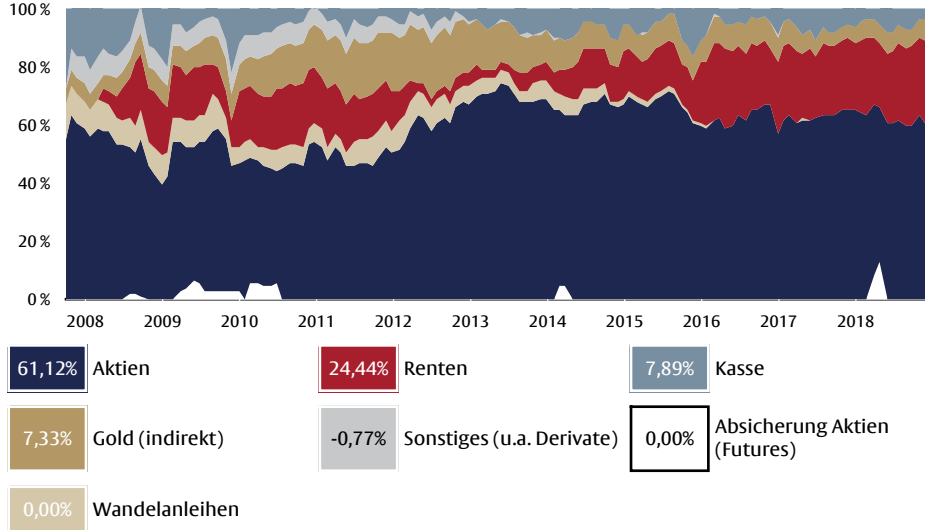 100 %
80 %
60 %
40 %
20 %
0 %
2008 2009 2010 2011 2012 2013 2014 2015 2016 2017 2018
61,12% Aktien
24,44% Renten
7,89% Kasse
7,33% Gold (indirekt)
-0,77% Sonstiges (u.a. Derivate)
0,00% Absicherung Aktien
(Futures)
0,00% Wandelanleihen